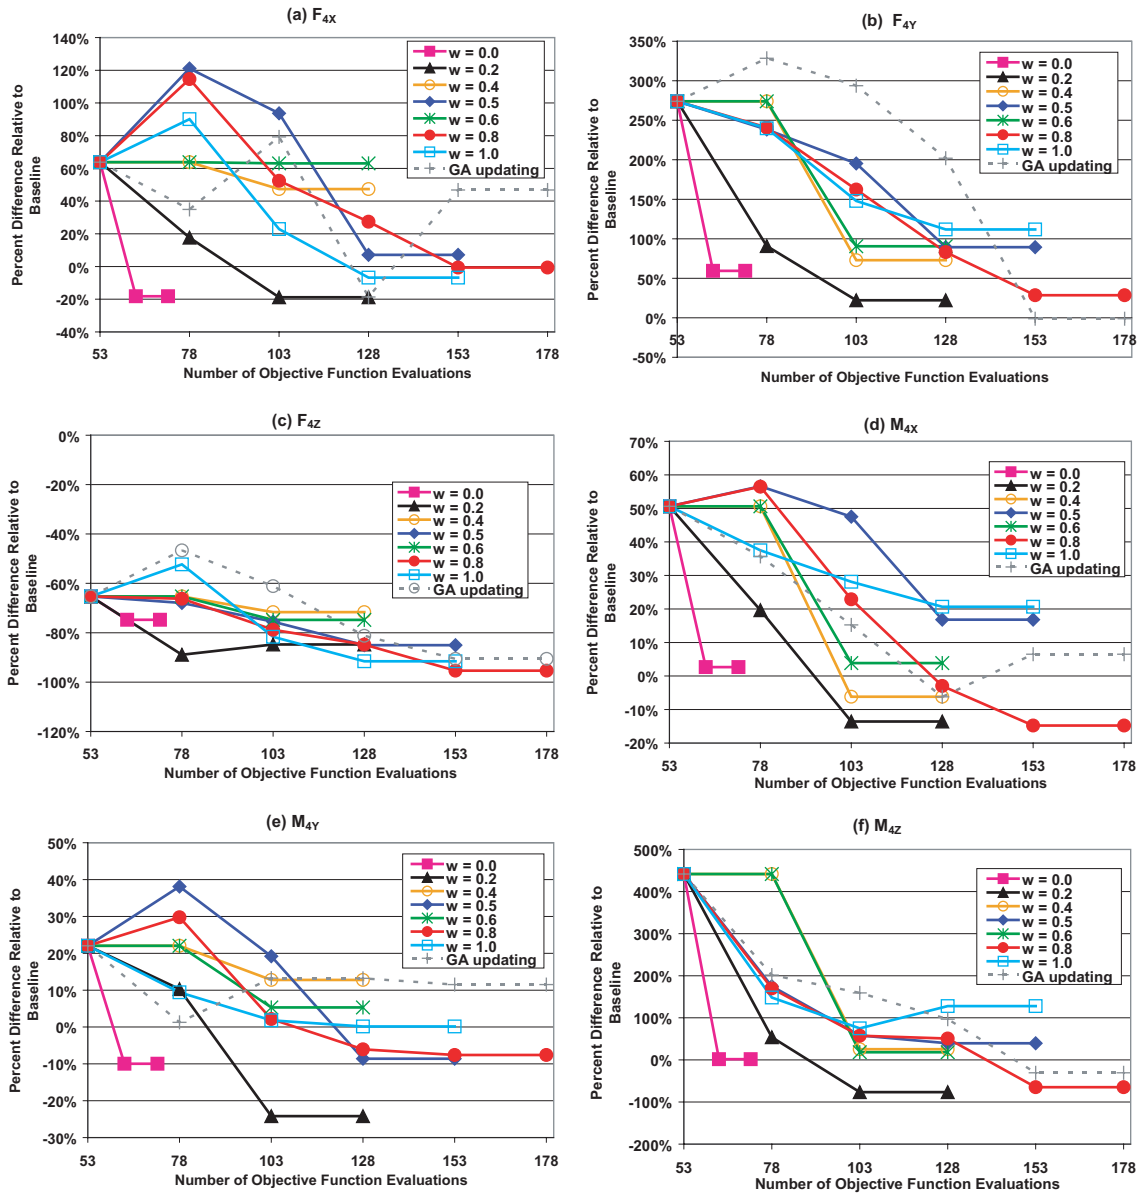 (a) F4X
140%
120%
100%
80%
60%
40%
20%
0%
-20%
-40%
Percent Difference Relative to
Baseline
53 78 103 128 153 178
Number of Objective Function Evaluations
w = 0.0
w = 0.2
w = 0.4
w = 0.5
w = 0.6
w = 0.8
w = 1.0
GA updating
(b) F4Y
350%
300%
250%
200%
150%
100%
50%
0%
-50%
Percent Difference Relative to
Baseline
53 78 103 128 153 178
Number of Objective Function Evaluations
w = 0.0
w = 0.2
w = 0.4
w = 0.5
w = 0.6
w = 0.8
w = 1.0
GA updating
(c) F4Z
0%
-20%
-40%
-60%
-80%
-100%
-120%
Percent Difference Relative to
Baseline
53 78 103 128 153 178
Number of Objective Function Evaluations
w = 0.0
w = 0.2
w = 0.4
w = 0.5
w = 0.6
w = 0.8
w = 1.0
GA updating
(d) M4X
70%
60%
50%
40%
30%
20%
10%
0%
-10%
-20%
Percent Difference Relative to
Baseline
53 78 103 128 153 178
Number of Objective Function Evaluations
w = 0.0
w = 0.2
w = 0.4
w = 0.5
w = 0.6
w = 0.8
w = 1.0
GA updating
(e) M4Y
50%
40%
30%
20%
10%
0%
-10%
-20%
-30%
Percent Difference Relative to
Baseline
53 78 103 128 153 178
Number of Objective Function Evaluations
w = 0.0
w = 0.2
w = 0.4
w = 0.5
w = 0.6
w = 0.8
w = 1.0
GA updating
(f) M4Z
500%
400%
300%
200%
100%
0%
-100%
-200%
Percent Difference Relative to
Baseline
53 78 103 128 153 178
Number of Objective Function Evaluations
w = 0.0
w = 0.2
w = 0.4
w = 0.5
w = 0.6
w = 0.8
w = 1.0
GA updating